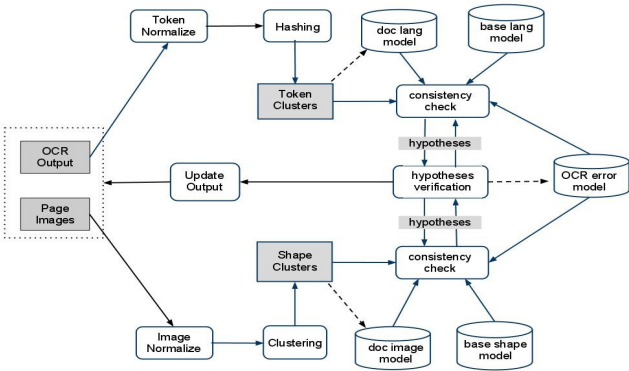 Token
Normalize
Hashing
doc lang
model
base lang
model
Token
Clusters
consistency
check
hypotheses
OCR
Output
Update
Output
hypotheses
verification
OCR error
model
Page
Images
hypotheses
Shape
Clusters
consistency
check
Image
Normalize
Clustering
doc image
model
base shape
model